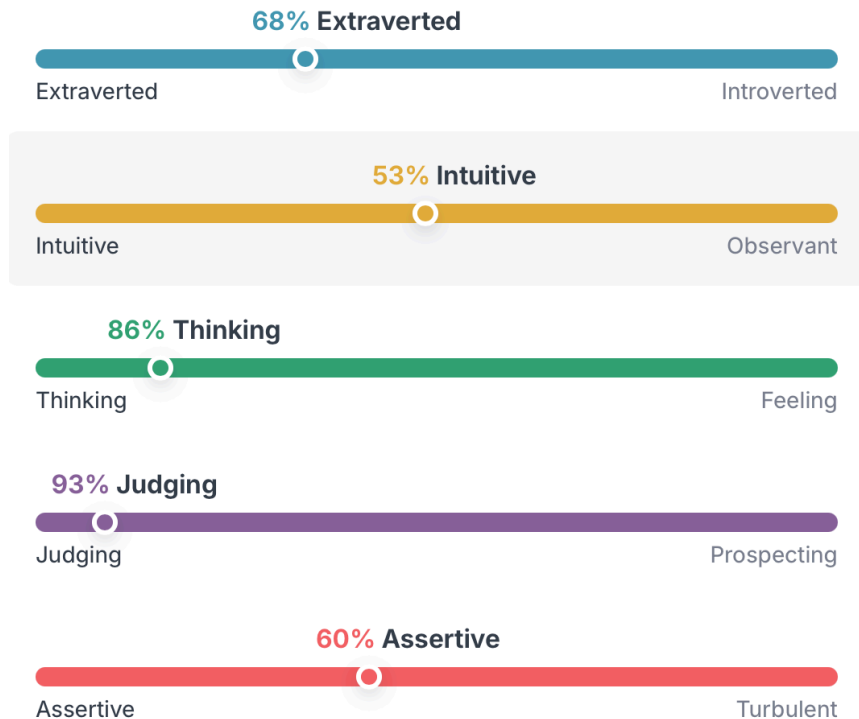 68% Extraverted
Extraverted Introverted
53% Intuitive
Intuitive Observant
86% Thinking
Thinking Feeling
93% Judging
Judging Prospecting
60% Assertive
Assertive Turbulent